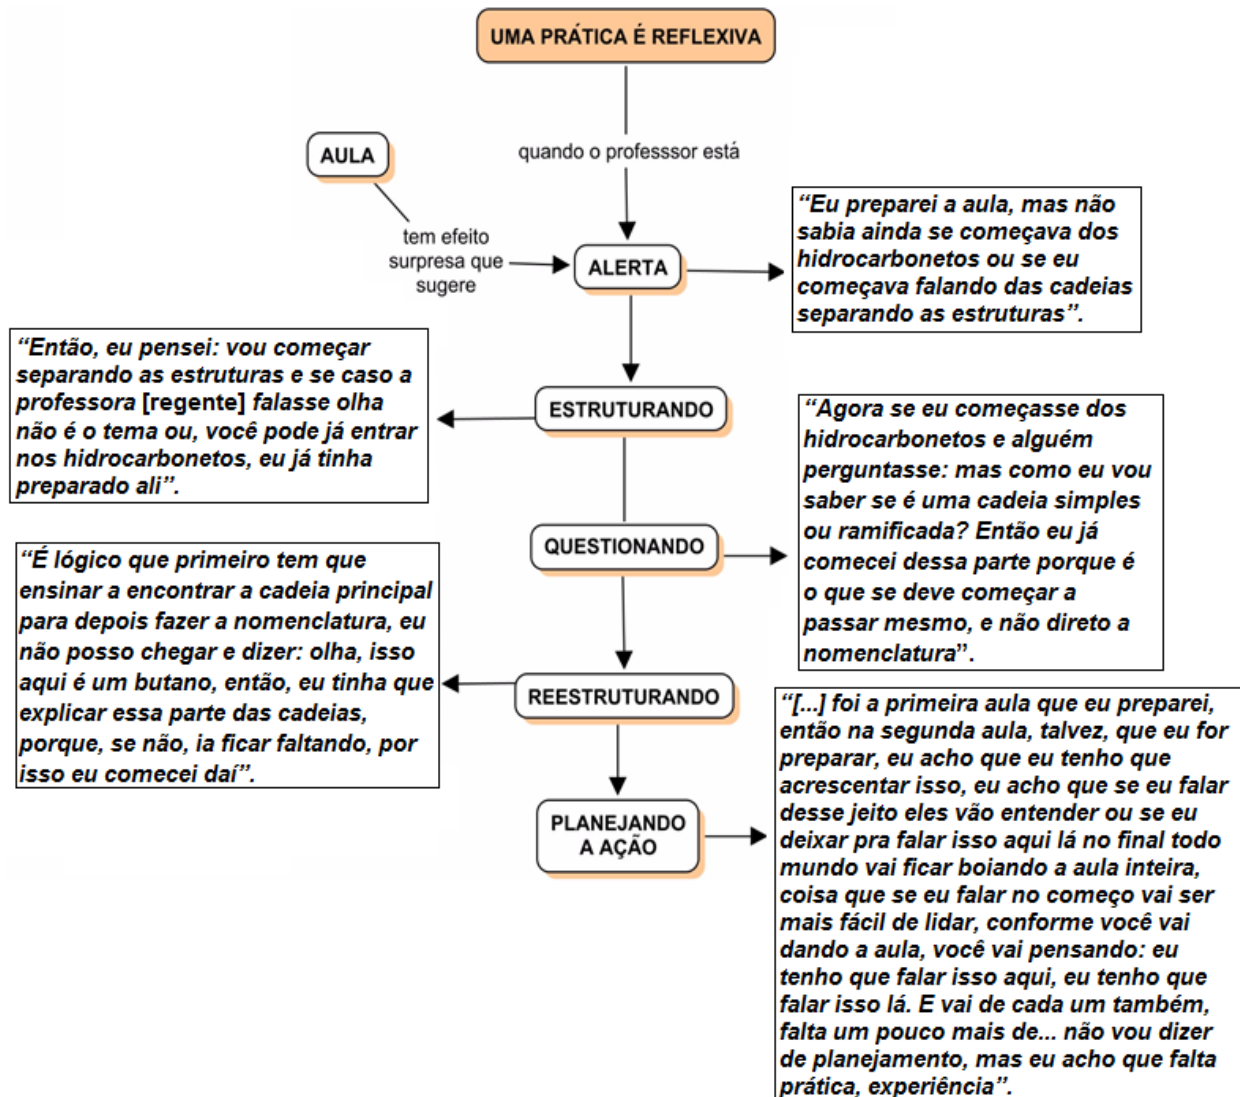 UMA PRÁTICA É REFLEXIVA
quando o professsor está
AULA
tem efeito
surpresa que
sugere
ALERTA
“Eu preparei a aula, mas não
sabia ainda se começava dos
hidrocarbonetos ou se eu
começava falando das cadeias
separando as estruturas”.
ESTRUTURANDO
“Então, eu pensei: vou começar
separando as estruturas e se caso a
professora [regente] falasse olha
não é o tema ou, você pode já entrar
nos hidrocarbonetos, eu já tinha
preparado ali”.
QUESTIONANDO
“Agora se eu começasse dos
hidrocarbonetos e alguém
perguntasse: mas como eu vou
saber se é uma cadeia simples
ou ramificada? Então eu já
comecei dessa parte porque é
o que se deve começar a
passar mesmo, e não direto a
nomenclatura”.
REESTRUTURANDO
“É lógico que primeiro tem que
ensinar a encontrar a cadeia principal
para depois fazer a nomenclatura, eu
não posso chegar e dizer: olha, isso
aqui é um butano, então, eu tinha que
explicar essa parte das cadeias,
porque, se não, ia ficar faltando, por
isso eu comecei daí”.
PLANEJANDO
A AÇÃO
“[...] foi a primeira aula que eu preparei,
então na segunda aula, talvez, que eu for
preparar, eu acho que eu tenho que
acrescentar isso, eu acho que se eu falar
desse jeito eles vão entender ou se eu
deixar pra falar isso aqui lá no final todo
mundo vai ficar boiando a aula inteira,
coisa que se eu falar no começo vai ser
mais fácil de lidar, conforme você vai
dando a aula, você vai pensando: eu
tenho que falar isso aqui, eu tenho que
falar isso lá. E vai de cada um também,
falta um pouco mais de... não vou dizer
de planejamento, mas eu acho que falta
prática, experiência”.